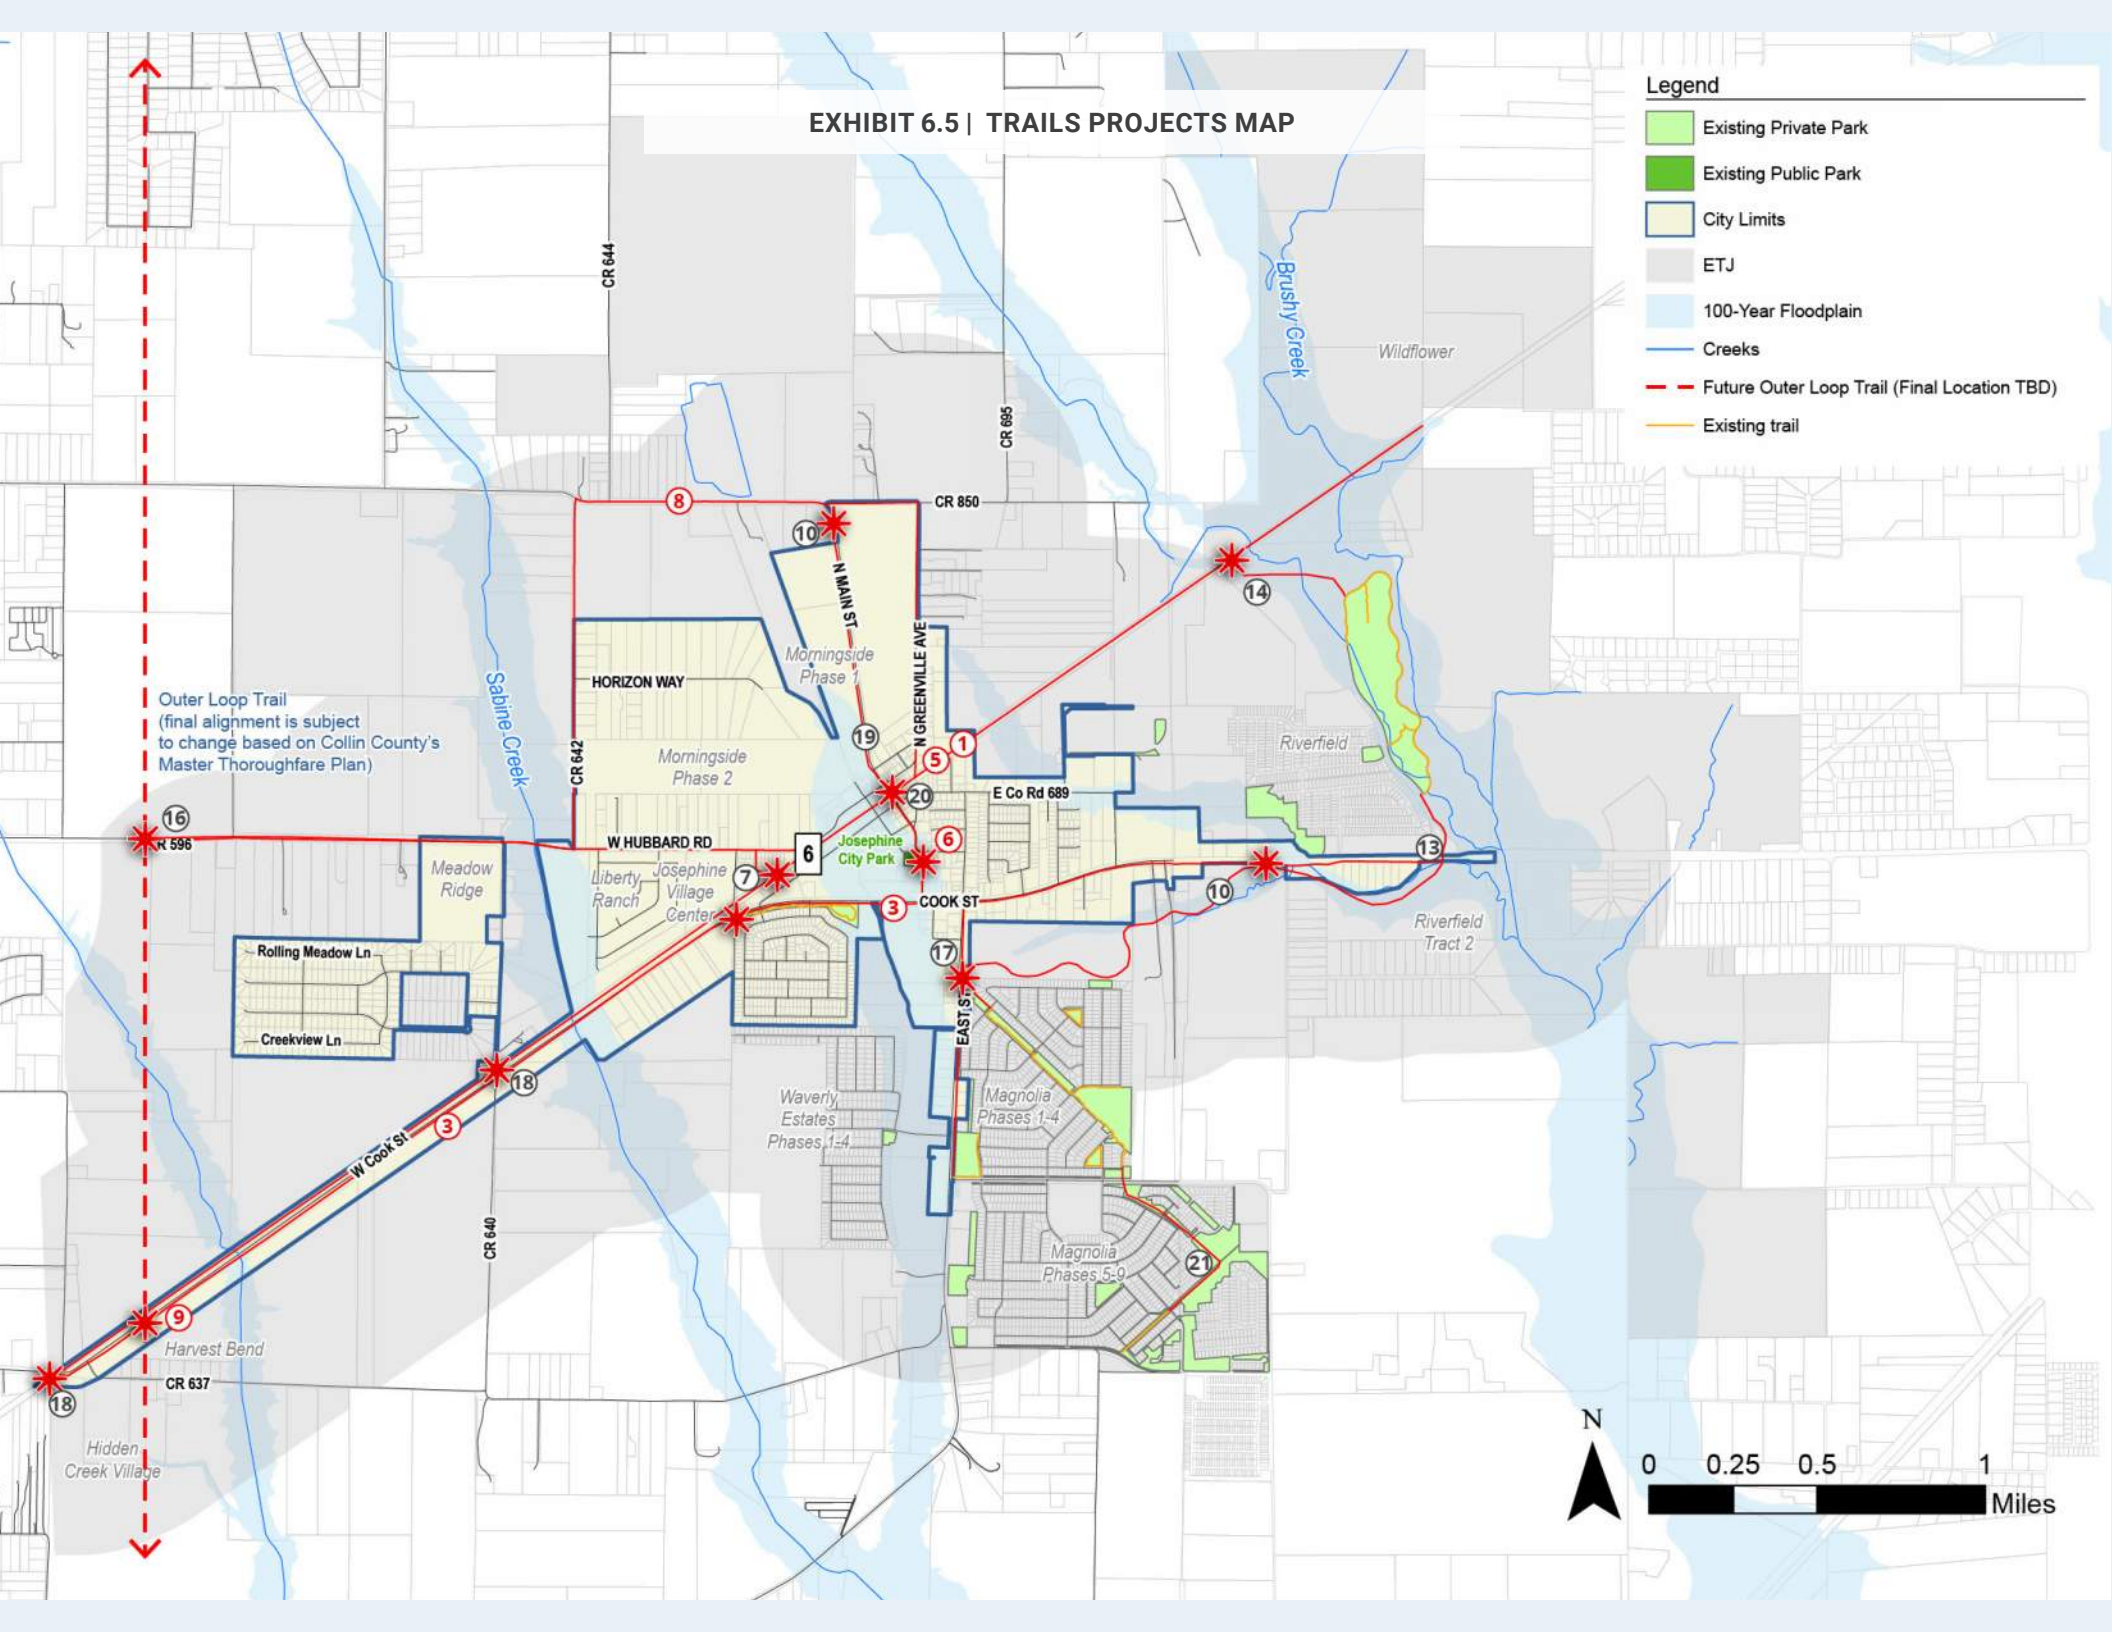 EXHIBIT 6.5 | TRAILS PROJECTS MAP
Legend
Existing Private Park
Existing Public Park
City Limits
ETJ
100-Year Floodplain
Creeks
Future Outer Loop Trail (Final Location TBD)
Existing trail
CR 644
Brushy Creek
Wildflower
CR 695
8
CR 850
10
N MAIN ST
14
Morningside
Phase 1
N GREENVILLE AVE
HORIZON WAY
Sabine Creek
Outer Loop Trail
(final alignment is subject
to change based on Collin County's
Master Thoroughfare Plan)
CR 642
Morningside
Phase 2
19
1
5
Riverfield
20
E Co Rd 689
16
R 596
W HUBBARD RD
6
Josephine
City Park
6
13
Meadow
Ridge
Liberty
Ranch
Josephine
Village
Center
7
10
3
COOK ST
Riverfield
Tract 2
Rolling Meadow Ln
17
Creekview Ln
EAST ST
18
Waverly
Estates
Phases 1-4
Magnolia
Phases 1-4
3
W Cook St
CR 640
Magnolia
Phases 5-9
21
9
Harvest Bend
CR 637
18
Hidden
Creek Village
N
0 0.25 0.5 1
Miles